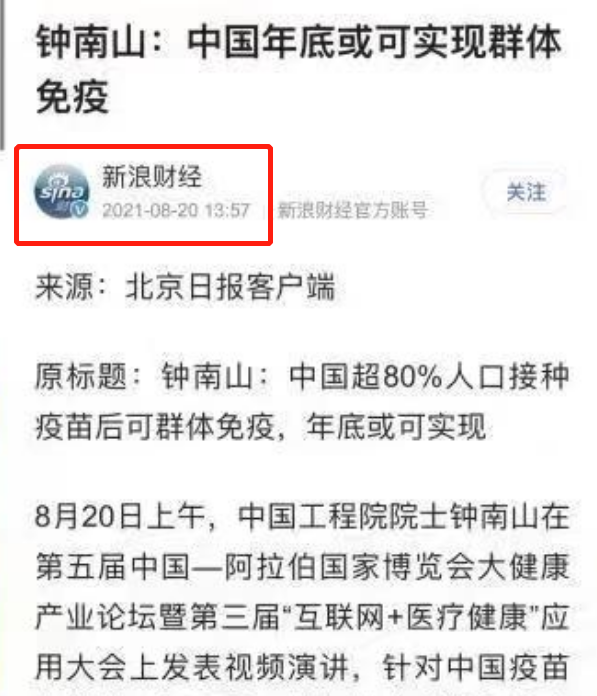 钟南山：中国年底或可实现群体
免疫
sina
新浪财经
关注
2021-08-20 13:57 新浪财经官方账号
来源：北京日报客户端
原标题：钟南山：中国超80%人口接种
疫苗后可群体免疫，年底或可实现
8月20日上午，中国工程院院士钟南山在
第五届中国—阿拉伯国家博览会大健康
产业论坛暨第三届“互联网+医疗健康”应
用大会上发表视频演讲，针对中国疫苗